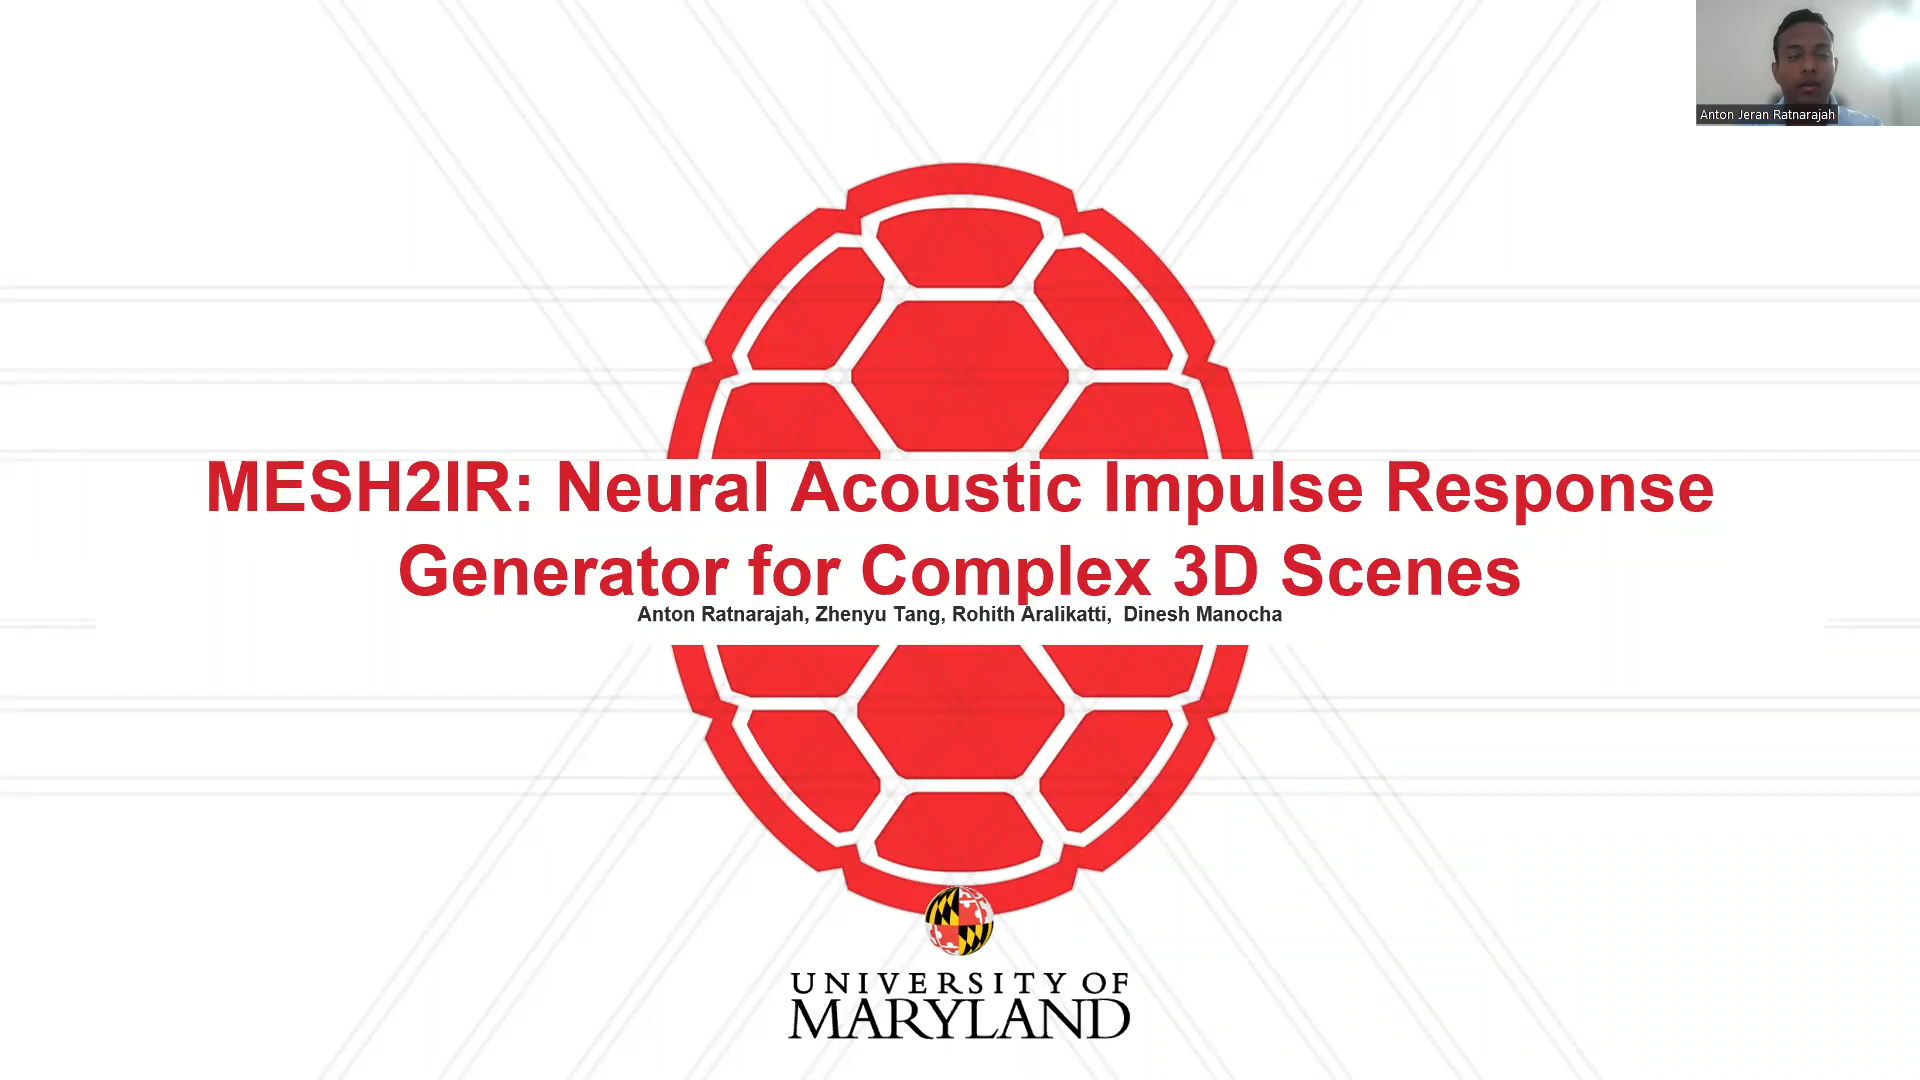 Anton Jeran Ratnarajah
MESH2IR: Neural Acoustic Impulse Response
Generator for Complex 3D Scenes
Anton Ratnarajah, Zhenyu Tang, Rohith Aralikatti, Dinesh Manocha
UNIVERSITY OF
MARYLAND